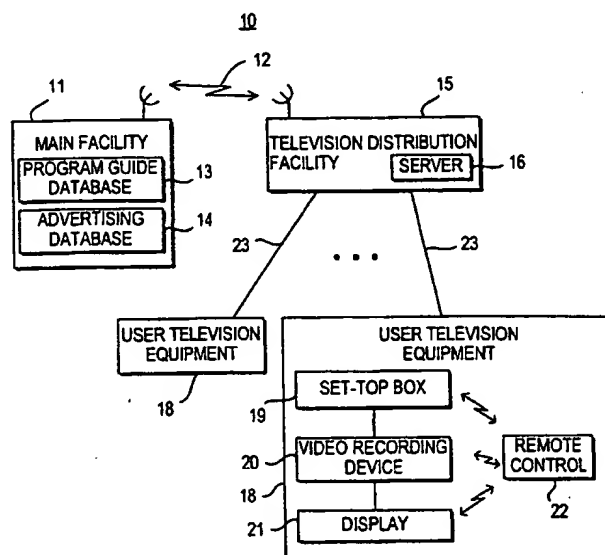 10
12
11
15
MAIN FACILITY
PROGRAM GUIDE
DATABASE
13
ADVERTISING
DATABASE
14
TELEVISION DISTRIBUTION
FACILITY
SERVER
16
23
23
USER TELEVISION
EQUIPMENT
18
USER TELEVISION
EQUIPMENT
SET-TOP BOX
19
VIDEO RECORDING
DEVICE
20
REMOTE
CONTROL
22
18
DISPLAY
21